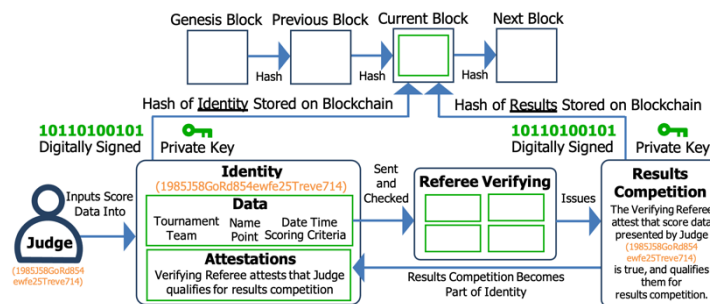 Genesis Block Previous Block Current Block Next Block
Hash Hash Hash
Hash of Identity Stored on Blockchain
Hash of Results Stored on Blockchain
10110100101
Digitally Signed
Private Key
10110100101
Digitally Signed
Private Key
Inputs Score
Data Into
Judge
(1985J58GoRd854
ewfe25Treve714)
Identity
(1985J58GoRd854ewfe25Treve714)
Data
Tournament Name Date Time
Team Point Scoring Criteria
Attestations
Verifying Referee attests that Judge
qualifies for results competition
Sent
and
Checked
Referee Verifying
Issues
Results Competition Becomes
Part of Identity
Results
Competition
The Verifying Referee
attest that score data
presented by Judge
(1985J58GoRd854
ewfe25Treve714)
is true, and qualifies
them for
results competition.